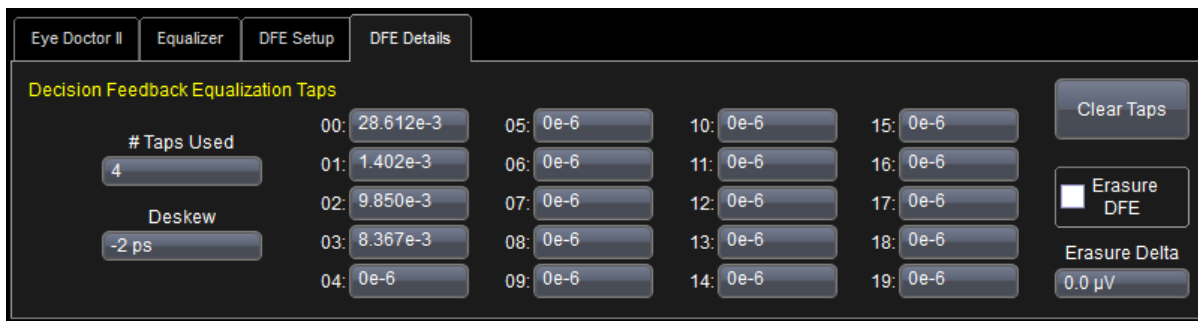 Eye Doctor II Equalizer DFE Setup DFE Details
Decision Feedback Equalization Taps
# Taps Used
4
Deskew
-2 ps
00: 28.612e-3
01: 1.402e-3
02: 9.850e-3
03: 8.367e-3
04: 0e-6
05: 0e-6
06: 0e-6
07: 0e-6
08: 0e-6
09: 0e-6
10: 0e-6
11: 0e-6
12: 0e-6
13: 0e-6
14: 0e-6
15: 0e-6
16: 0e-6
17: 0e-6
18: 0e-6
19: 0e-6
Clear Taps
Erasure
DFE
Erasure Delta
0.0 µV